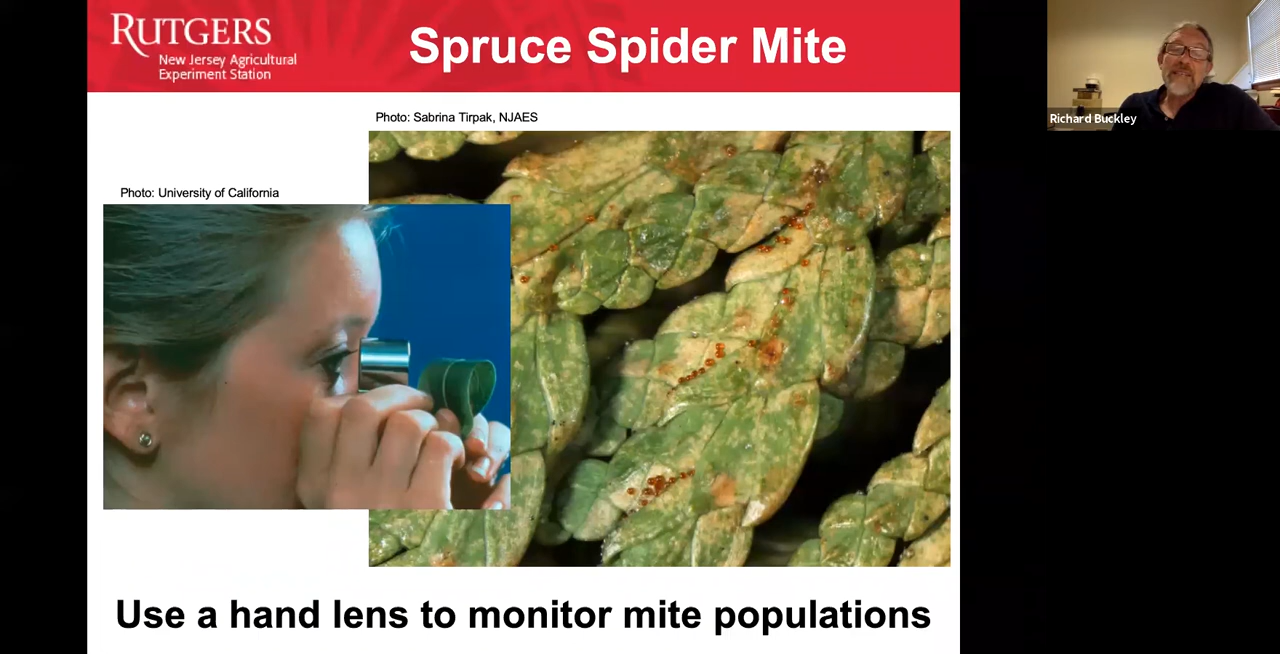 RUTGERS
New Jersey Agricultural
Experiment Station
Spruce Spider Mite
Photo: Sabrina Tirpak, NJAES
Photo: University of California
Use a hand lens to monitor mite populations
Richard Buckley